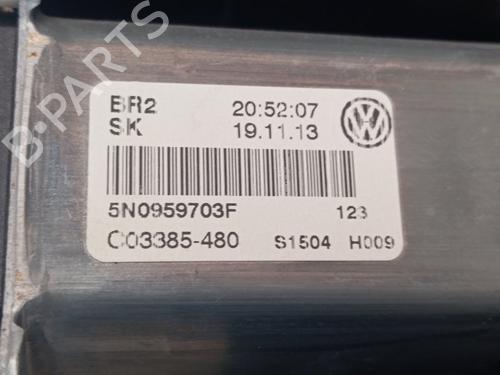 BR2 20:52:07
SK 19.11.13
5N0959703F 123
C03385-480 S1504 H009
B-PARTS